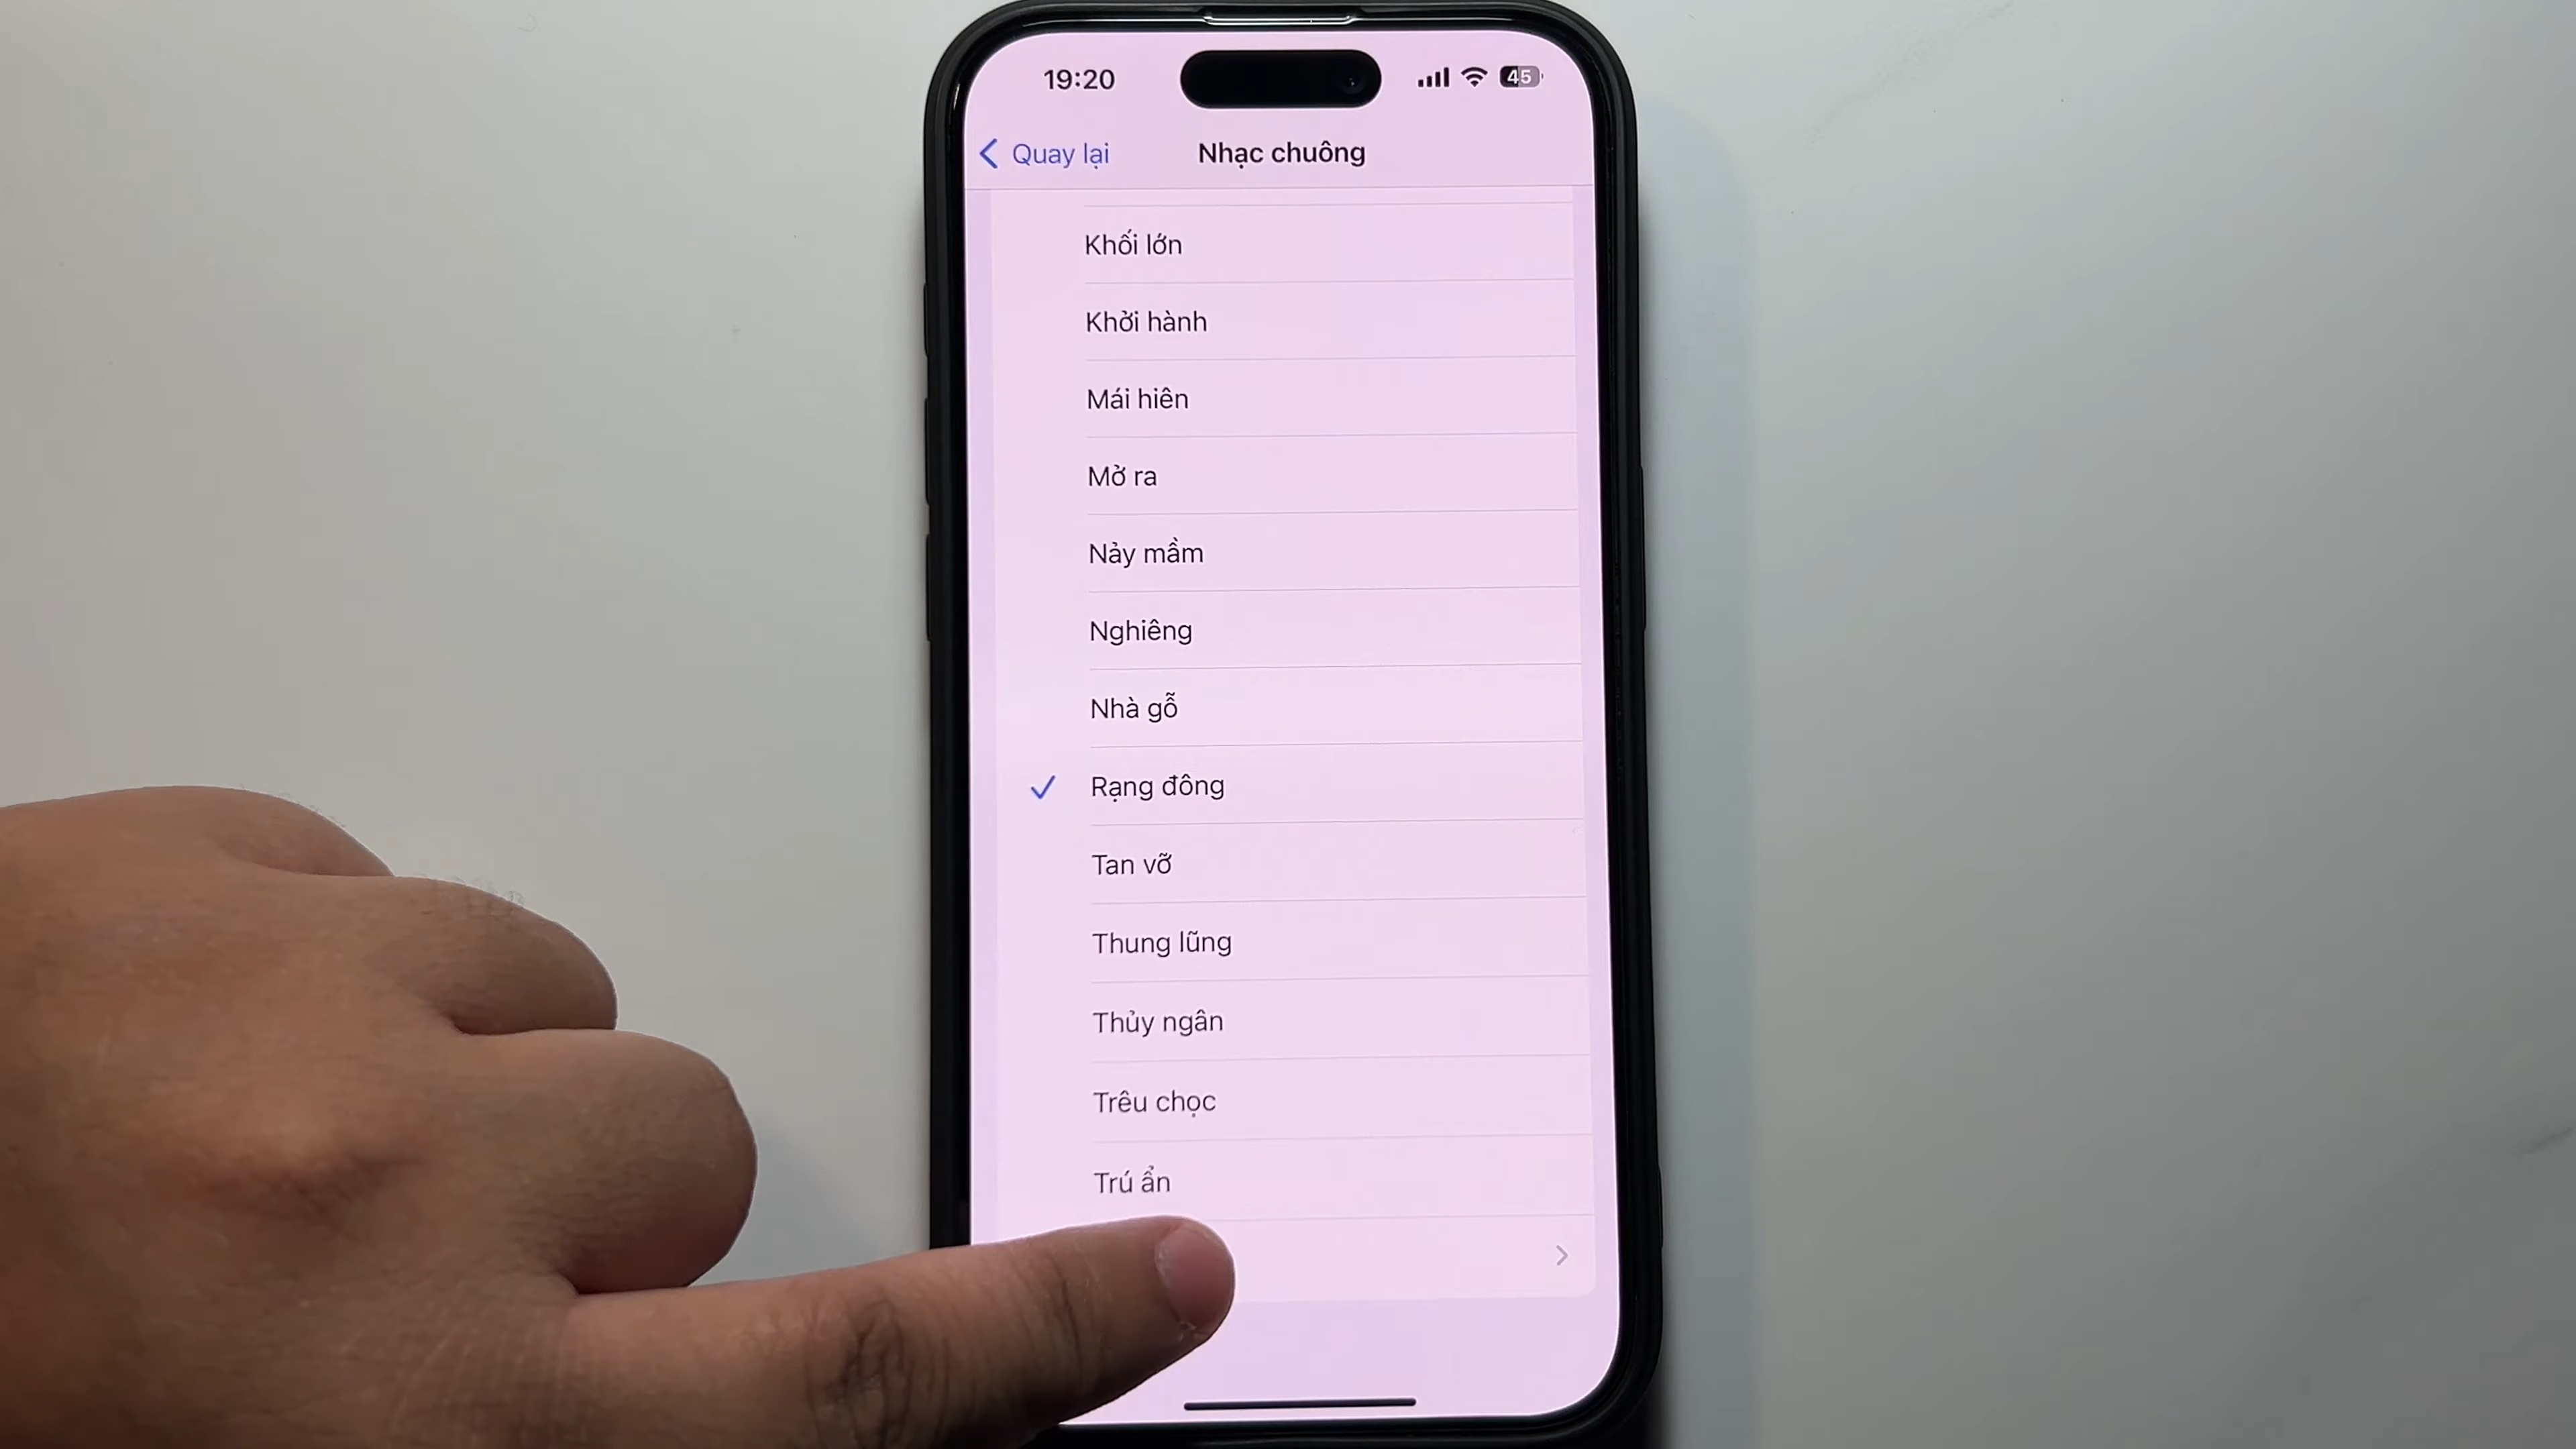 19:20
45
Quay lại
Nhạc chuông
Khối lớn
Khởi hành
Mái hiên
Mở ra
Nảy mầm
Nghiêng
Nhà gỗ
Rạng đông
Tan vỡ
Thung lũng
Thủy ngân
Trêu chọc
Trú ẩn